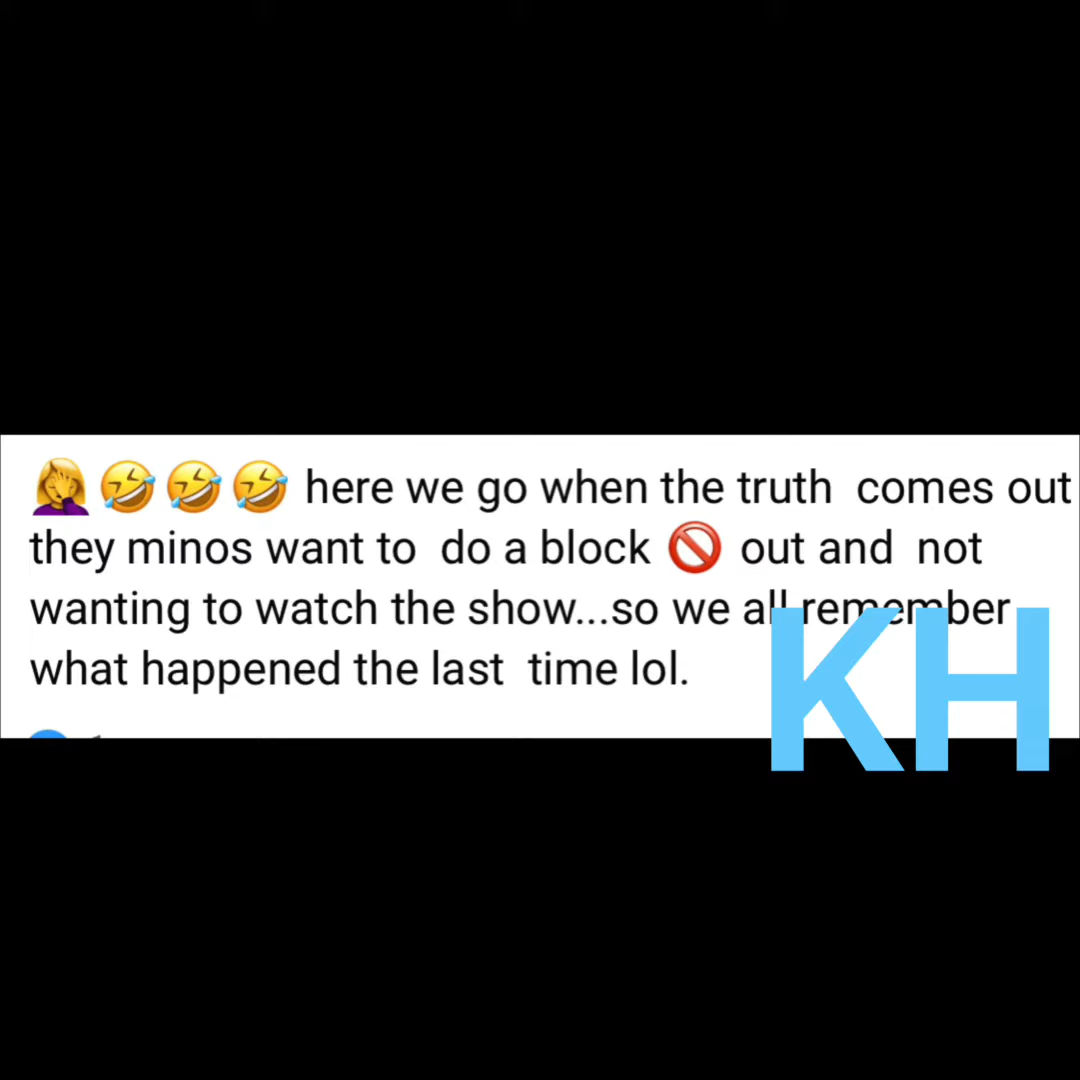 🤦‍♀️🤣🤣🤣 here we go when the truth comes out
they minos want to do a block 🚫 out and not
wanting to watch the show...so we all remember
what happened the last time lol.
KH